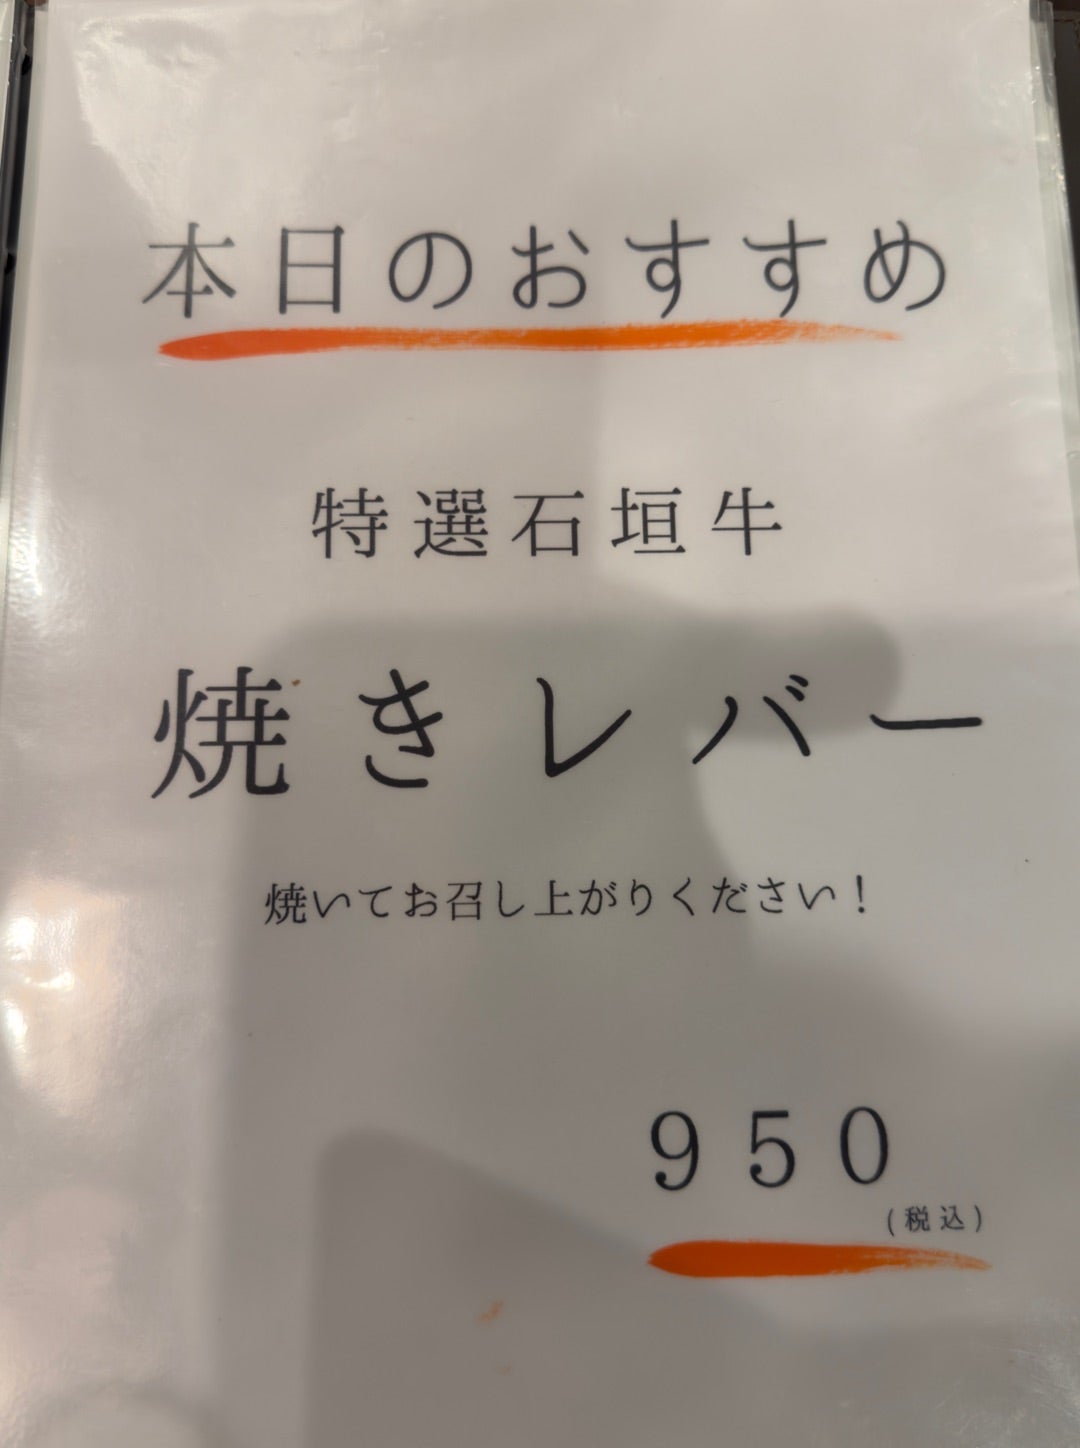 本日のおすすめ
特選石垣牛
焼きレバー
焼いてお召し上がりください！
950
(税込)